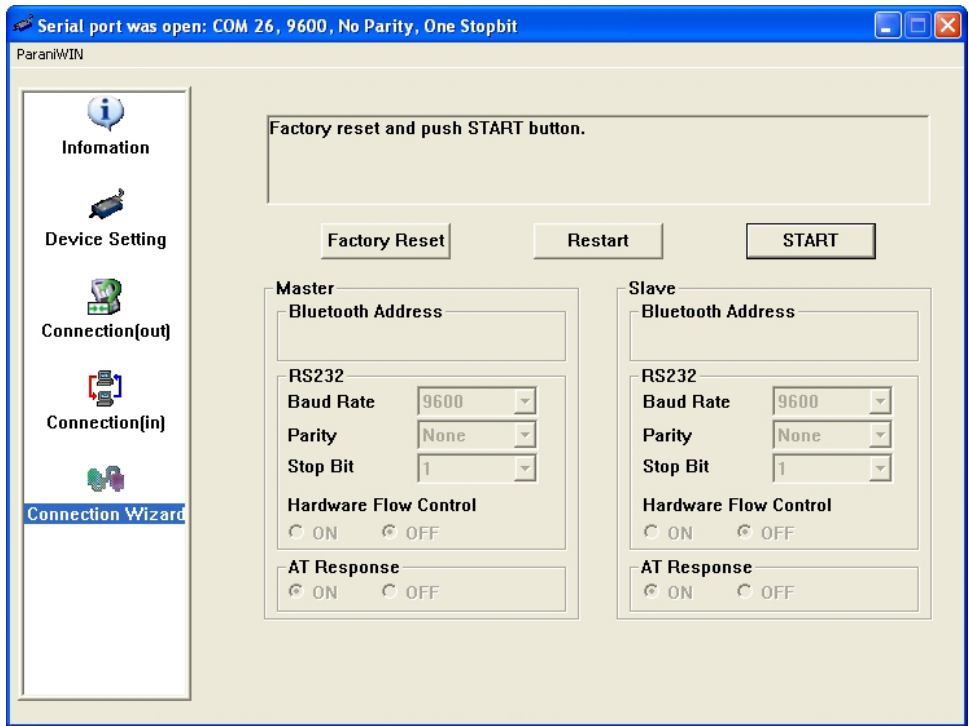 Serial port was open: COM 26, 9600, No Parity, One Stopbit
ParaniWIN
Infomation
Device Setting
Connection(out)
Connection(in)
Connection Wizard
Factory reset and push START button.
Factory Reset Restart START
Master
Bluetooth Address
RS232
Baud Rate 9600
Parity None
Stop Bit 1
Hardware Flow Control
ON OFF
AT Response
ON OFF
Slave
Bluetooth Address
RS232
Baud Rate 9600
Parity None
Stop Bit 1
Hardware Flow Control
ON OFF
AT Response
ON OFF